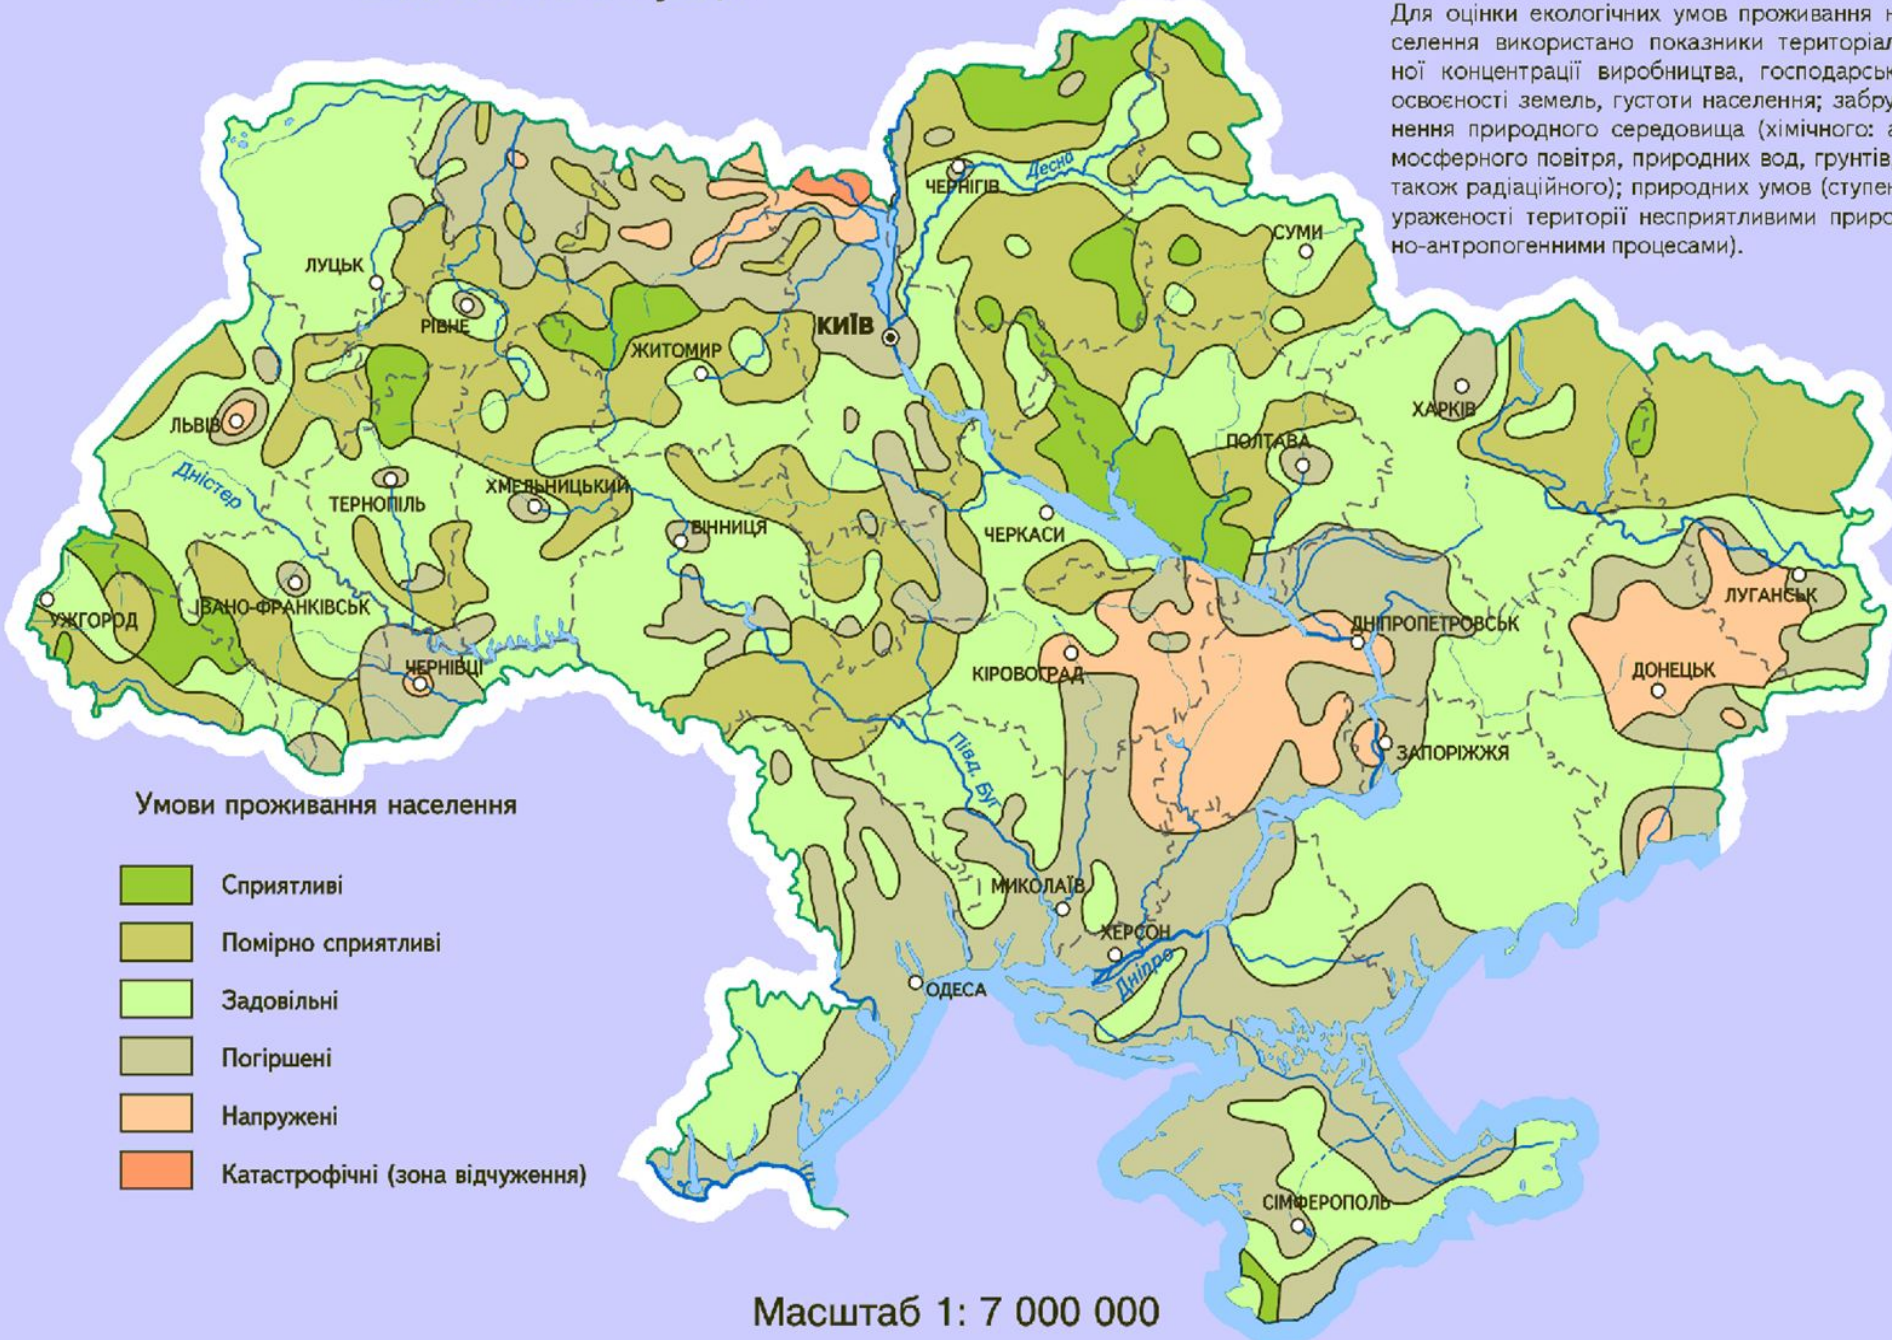 Для оцінки екологічних умов проживання н
селення використано показники територіал
ної концентрації виробництва, господарськ
освоєності земель, густоти населення; забру
нення природного середовища (хімічного: а
мосферного повітря, природних вод, грунтів
також радіаційного); природних умов (ступен
ураженості території несприятливими приро
но-антропогенними процесами).
ЧЕРНІГІВ
Десна
СУМИ
ЛУЦЬК
РІВНЕ
КИЇВ
ЖИТОМИР
ХАРКІВ
ЛЬВІВ
ПОЛТАВА
Дністер
ТЕРНОПІЛЬ
ХМЕЛЬНИЦЬКИЙ
ВІННИЦЯ
ЧЕРКАСИ
ЛУГАНСЬК
ІВАНО-ФРАНКІВСЬК
УЖГОРОД
ДНІПРОПЕТРОВСЬК
ЧЕРНІВЦІ
КІРОВОГРАД
ДОНЕЦЬК
ЗАПОРІЖЖЯ
Півд. Буг
Умови проживання населення
Сприятливі
МИКОЛАЇВ
ХЕРСОН
Помірно сприятливі
Дніпро
ОДЕСА
Задовільні
Погіршені
Напружені
Катастрофічні (зона відчуження)
СІМФЕРОПОЛЬ
Масштаб 1: 7 000 000